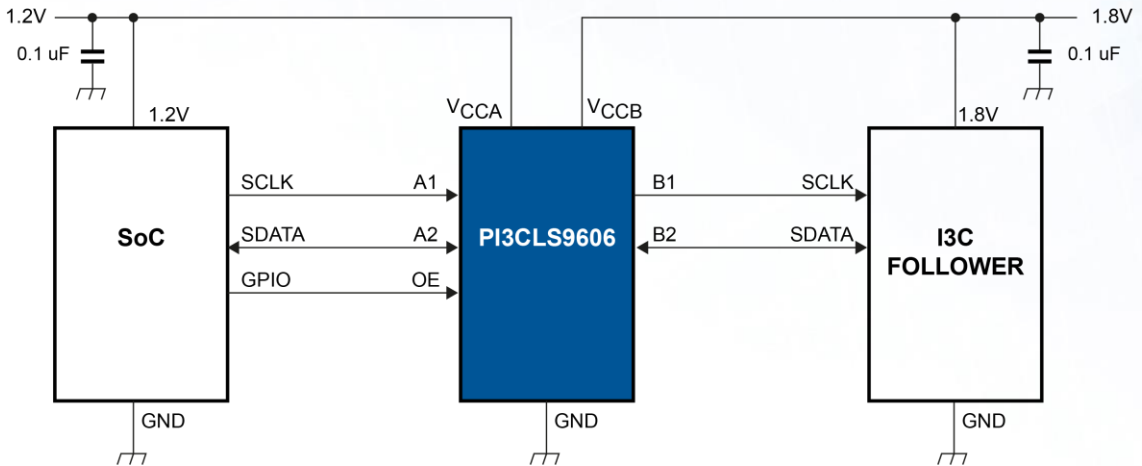 1.2V
1.8V
0.1 uF
0.1 uF
1.2V
VCCA
VCCB
1.8V
SCLK
A1
B1
SCLK
SoC
SDATA
A2
PI3CLS9606
B2
SDATA
I3C
FOLLOWER
GPIO
OE
GND
GND
GND